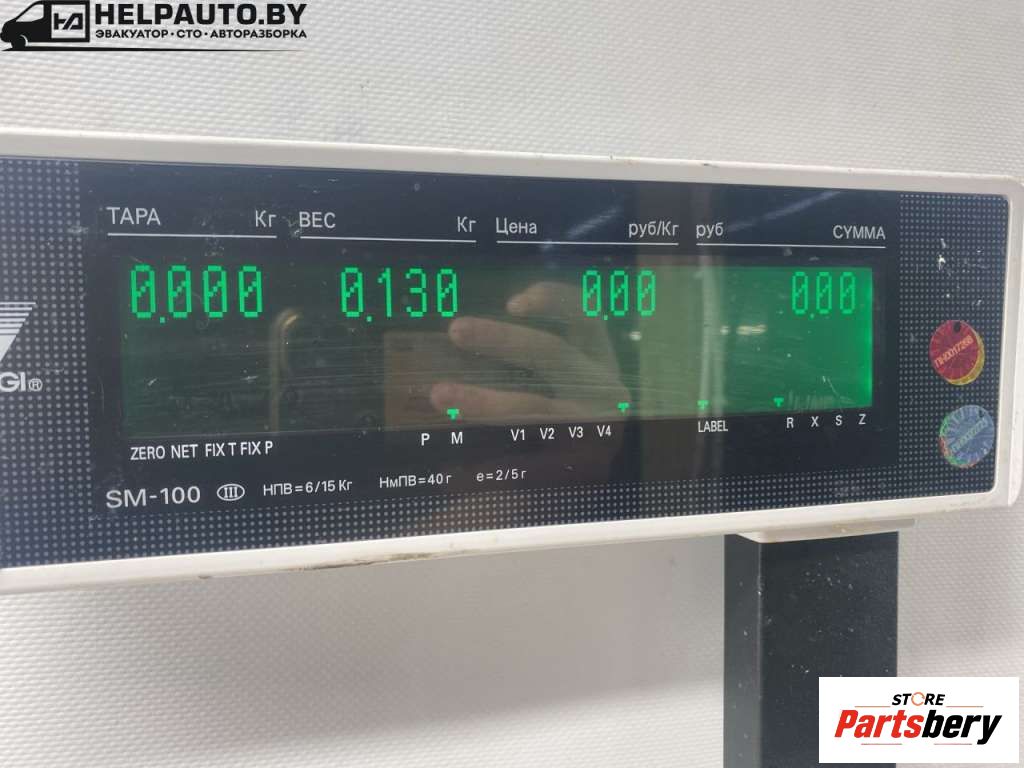 HELPAUTO.BY
ЭВАКУАТОР • СТО • АВТОРАЗБОРКА
ТАРА Кг ВЕС Кг Цена руб/Кг руб СУММА
0.000 0.130 0.00 0.00
GI®
P M V1 V2 V3 V4 LABEL R X S Z
ZERO NET FIX T FIX P
SM-100 III НПВ=6/15 Кг НмПВ=40 г е=2/5 г
STORE
Partsbery